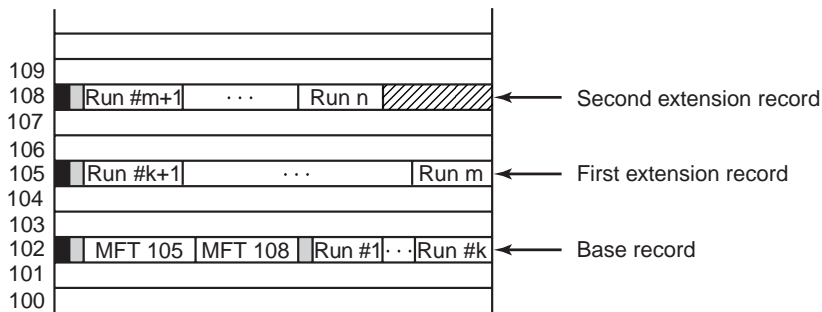 109
108 Run #m+1 · · · Run n Second extension record
107
106
105 Run #k+1 · · · Run m First extension record
104
103
102 MFT 105 MFT 108 Run #1 · · · Run #k Base record
101
100